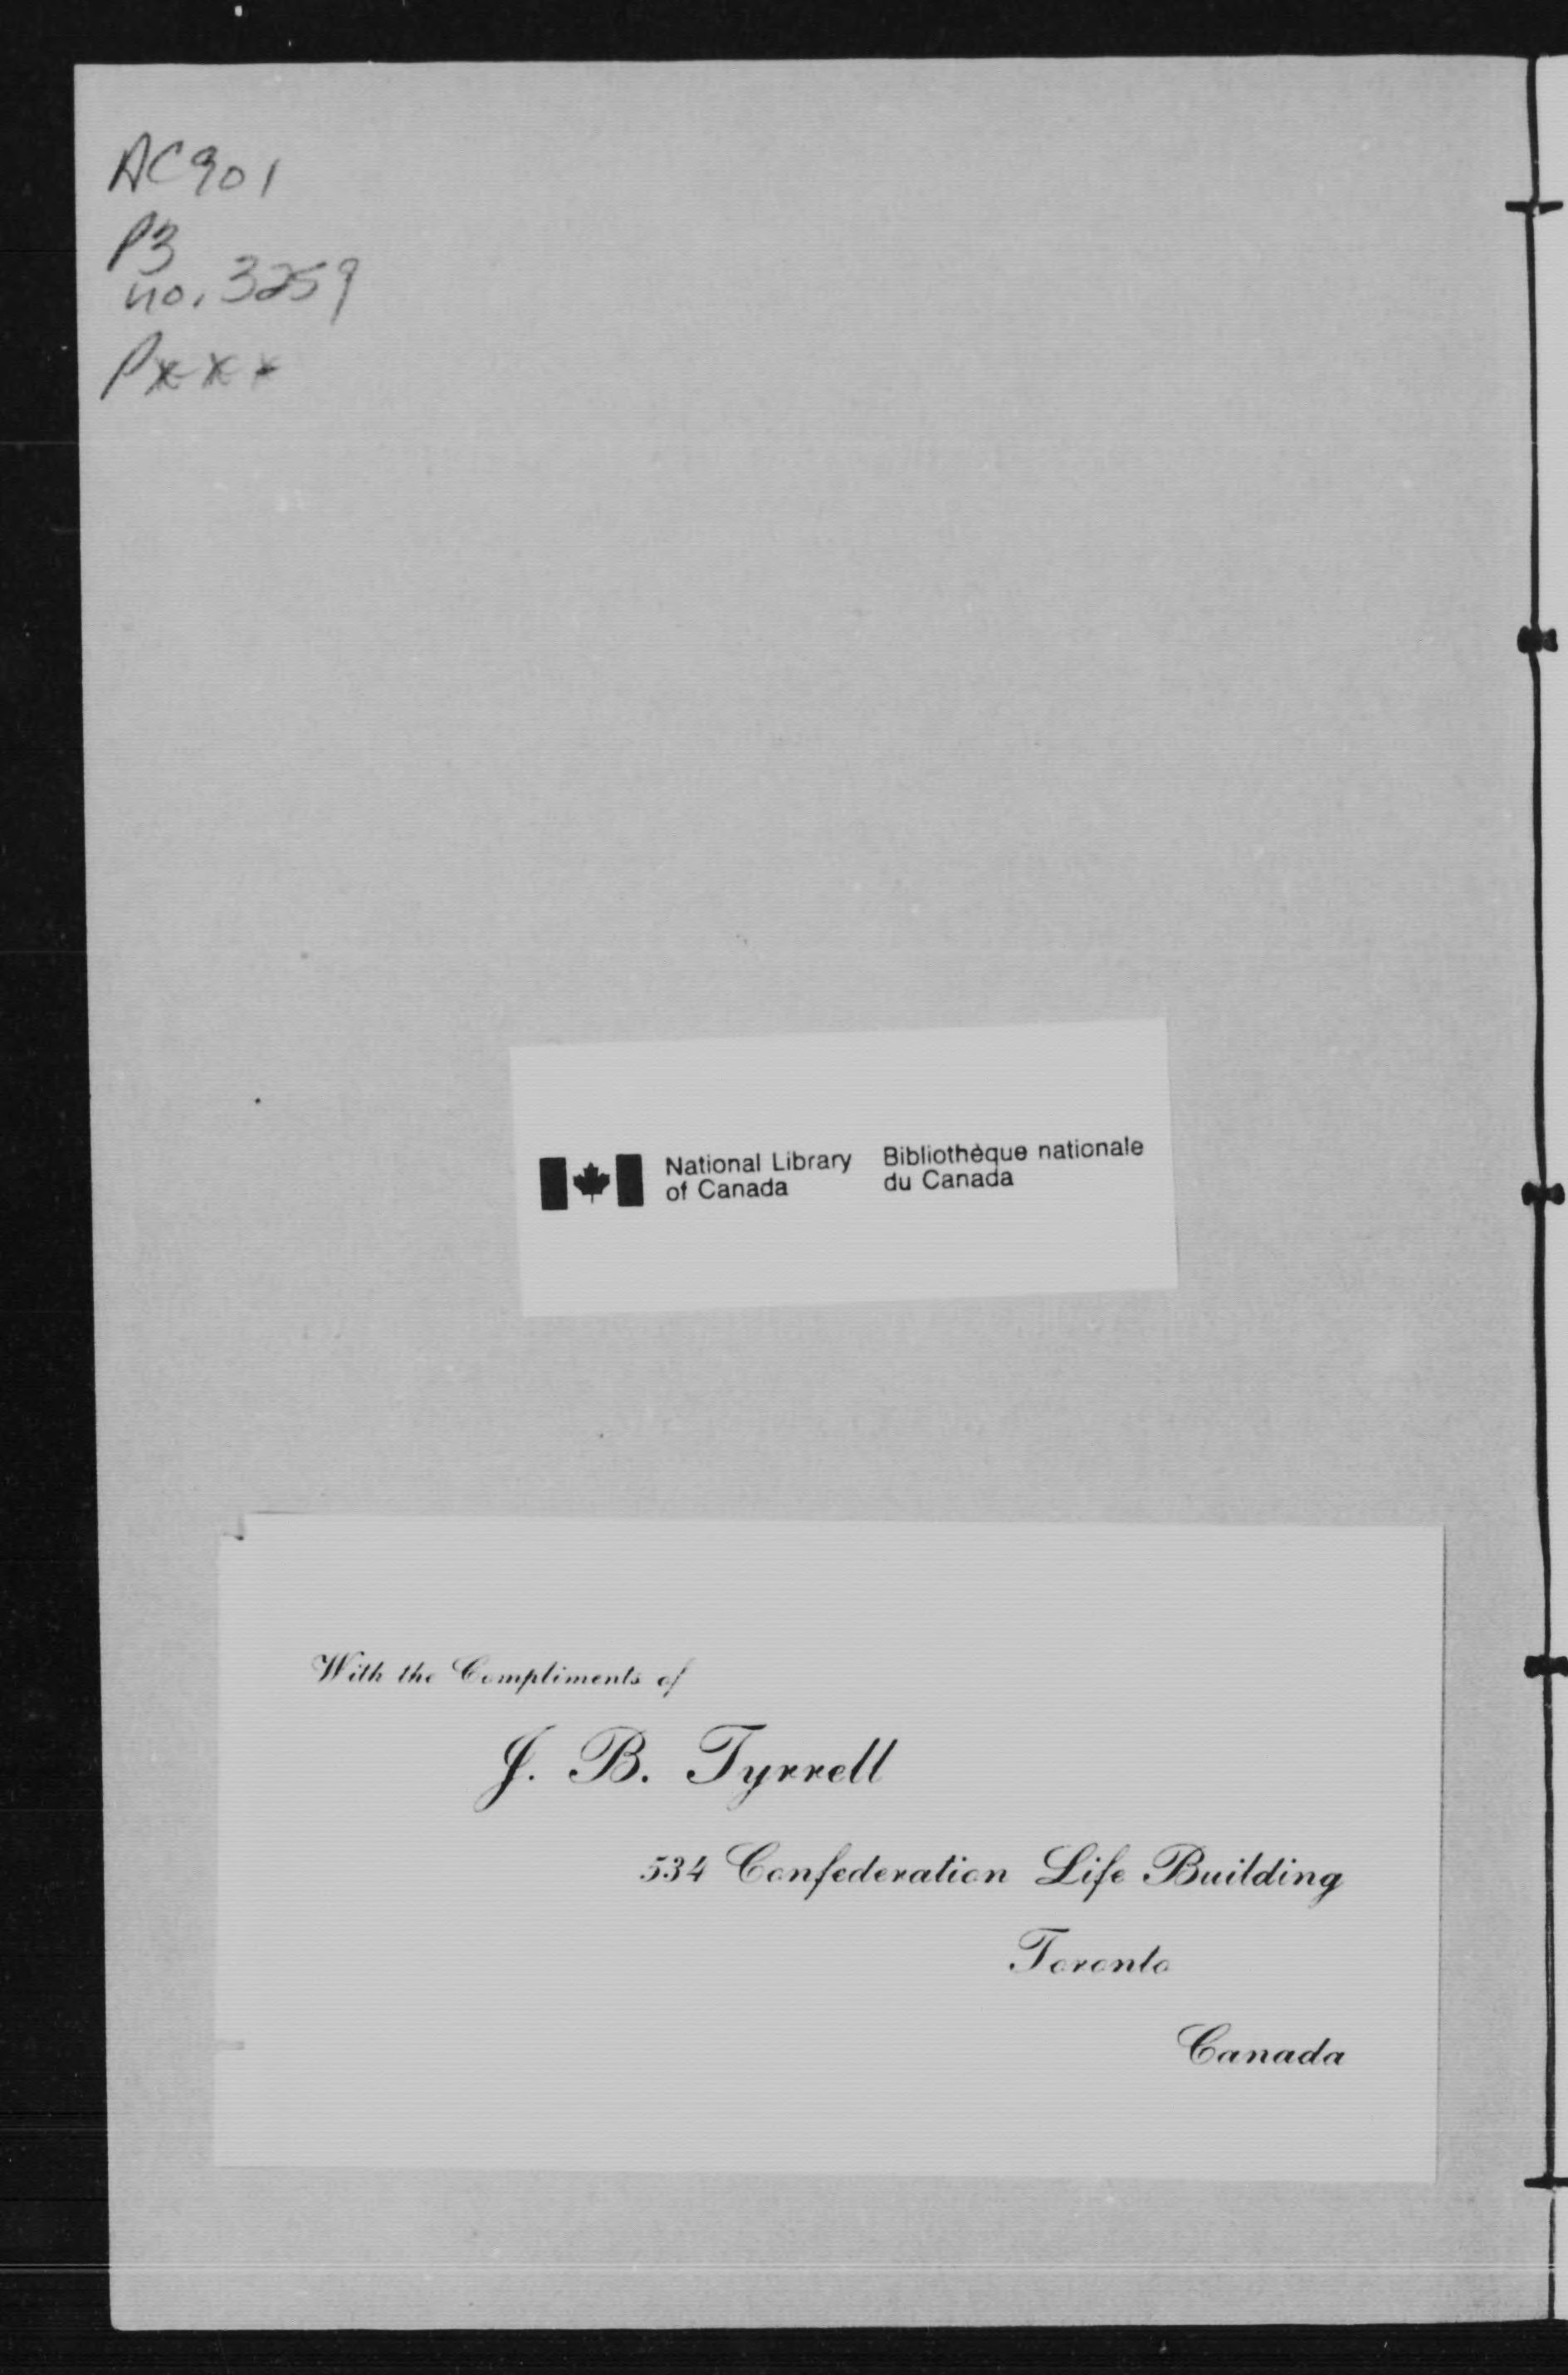 AC901
P3
no. 3259
P***
National Library of Canada
Bibliothèque nationale du Canada
With the Compliments of
J. B. Tyrrell
534 Confederation Life Building
Toronto
Canada